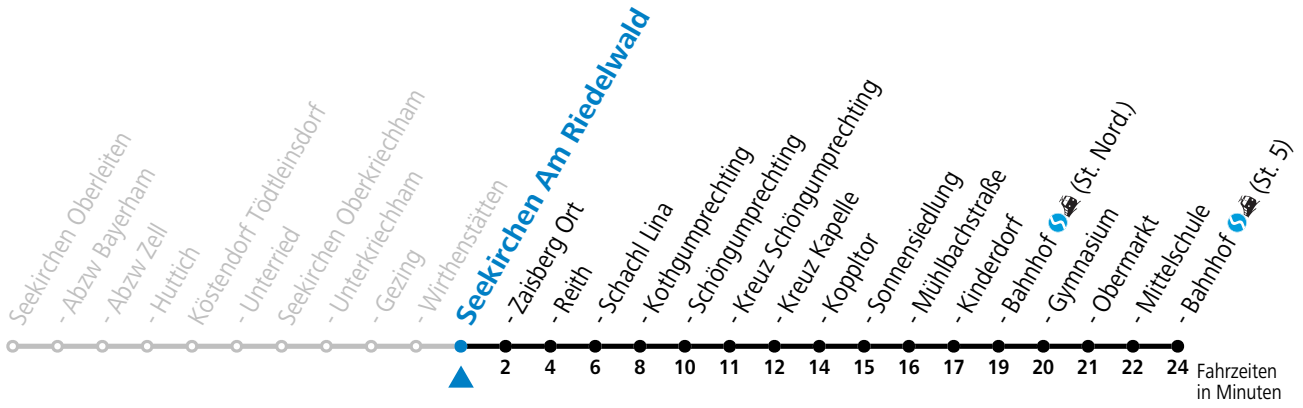 Seekirchen Oberleiten
- Abzw Bayerham
- Abzw Zell
- Huttich
Köstendorf Tödtleinsdorf
- Unterried
Seekirchen Oberkriechham
- Unterkriechham
- Gezing
- Wirthenstätten
Seekirchen Am Riedelwald
- Zaisberg Ort
- Reith
- Schachl Lina
- Kothgumprechting
- Schöngumprechting
- Kreuz Schöngumprechting
- Kreuz Kapelle
- Koppltor
- Sonnensiedlung
- Mühlbachstraße
- Kinderdorf
- Bahnhof (St. Nord.)
- Gymnasium
- Obermarkt
- Mittelschule
- Bahnhof (St. 5)
2 4 6 8 10 11 12 14 15 16 17 19 20 21 22 24
Fahrzeiten
in Minuten